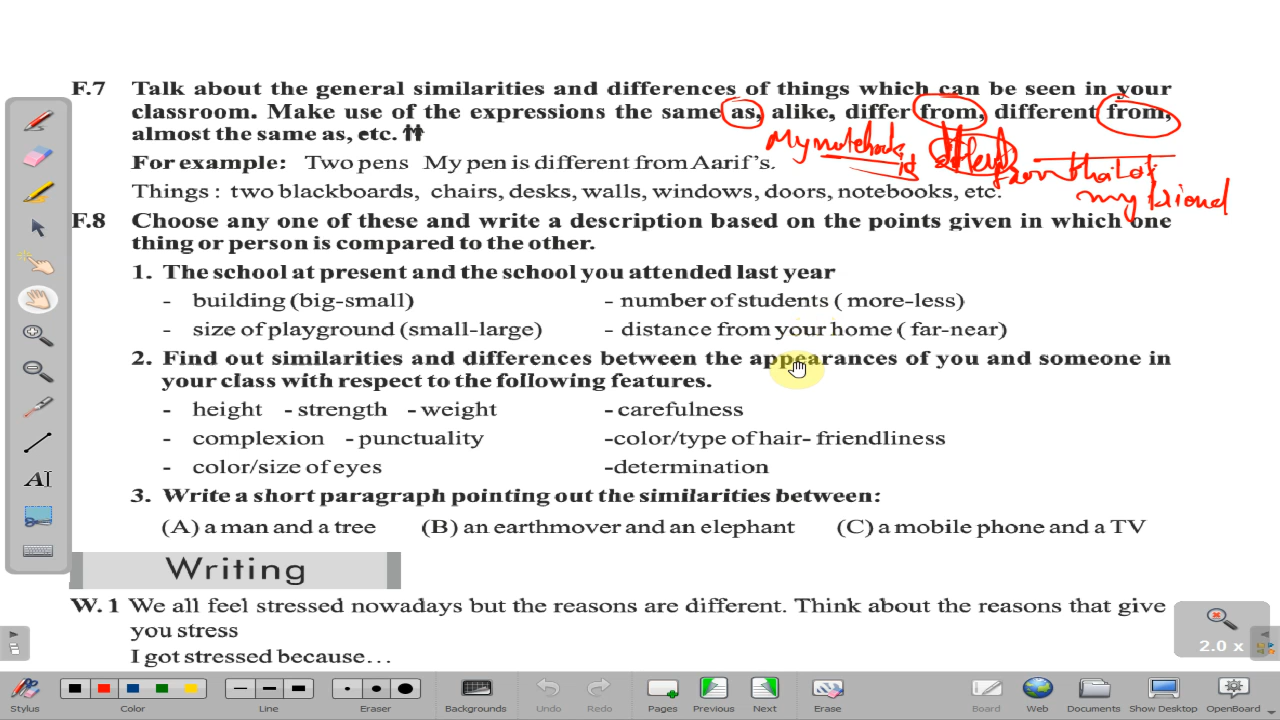 F.7 Talk about the general similarities and differences of things which can be seen in your
classroom. Make use of the expressions the same as, alike, differ from, different from,
almost the same as, etc.
My notebook is
from that of
my friend
For example: Two pens My pen is different from Aarif's.
Things : two blackboards, chairs, desks, walls, windows, doors, notebooks, etc.
F.8 Choose any one of these and write a description based on the points given in which one
thing or person is compared to the other.
1. The school at present and the school you attended last year
- building (big-small) - number of students ( more-less)
- size of playground (small-large) - distance from your home ( far-near)
2. Find out similarities and differences between the appearances of you and someone in
your class with respect to the following features.
- height - strength - weight - carefulness
- complexion - punctuality -color/type of hair- friendliness
- color/size of eyes -determination
3. Write a short paragraph pointing out the similarities between:
(A) a man and a tree (B) an earthmover and an elephant (C) a mobile phone and a TV
Writing
W. 1 We all feel stressed nowadays but the reasons are different. Think about the reasons that give
you stress
I got stressed because...
AI
2.0 x
Stylus Color Line Eraser Backgrounds Undo Redo Pages Previous Next Erase Board Web Documents Show Desktop OpenBoard